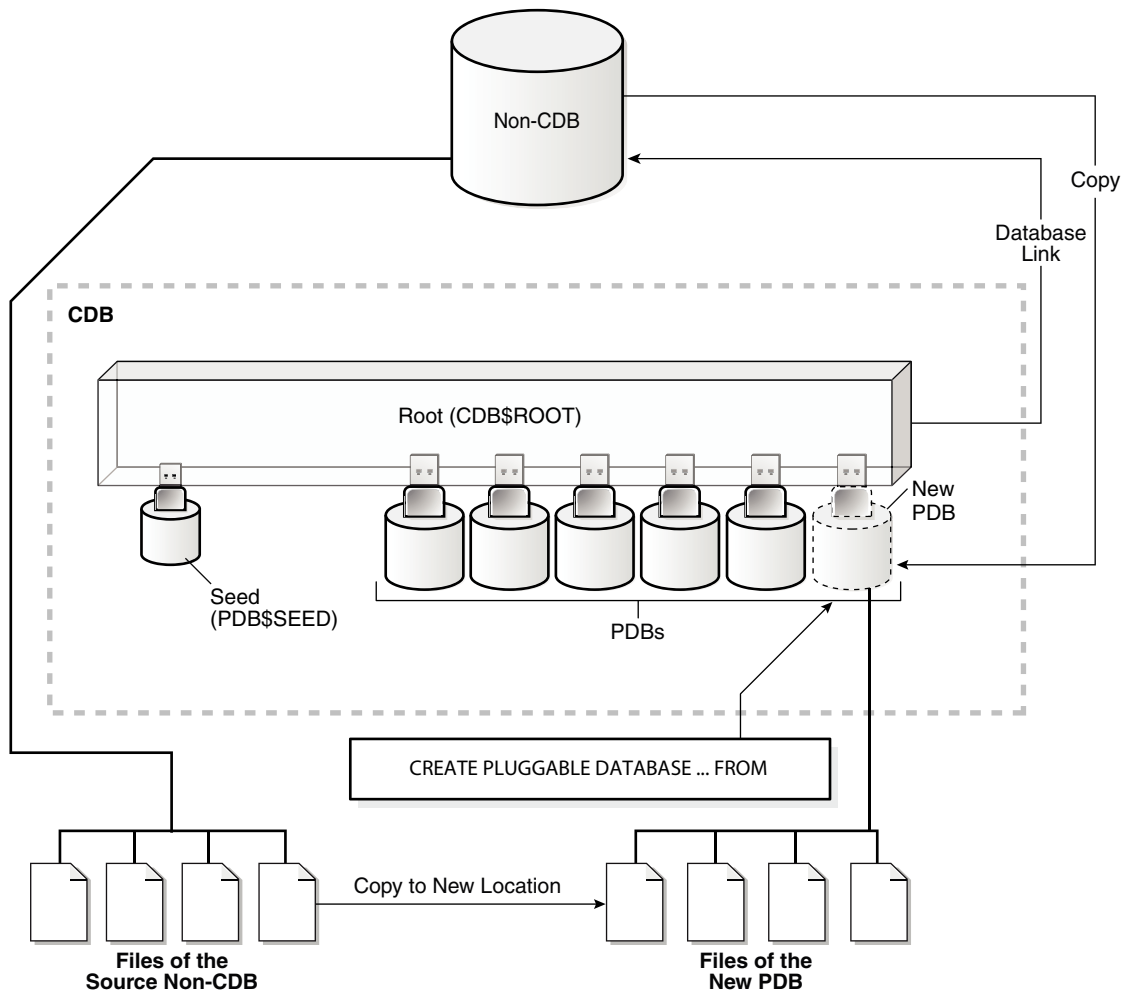 Non-CDB
Copy
Database
Link
CDB
Root (CDB$ROOT)
New
PDB
Seed
(PDB$SEED)
PDBs
CREATE PLUGGABLE DATABASE ... FROM
Copy to New Location
Files of the
Source Non-CDB
Files of the
New PDB